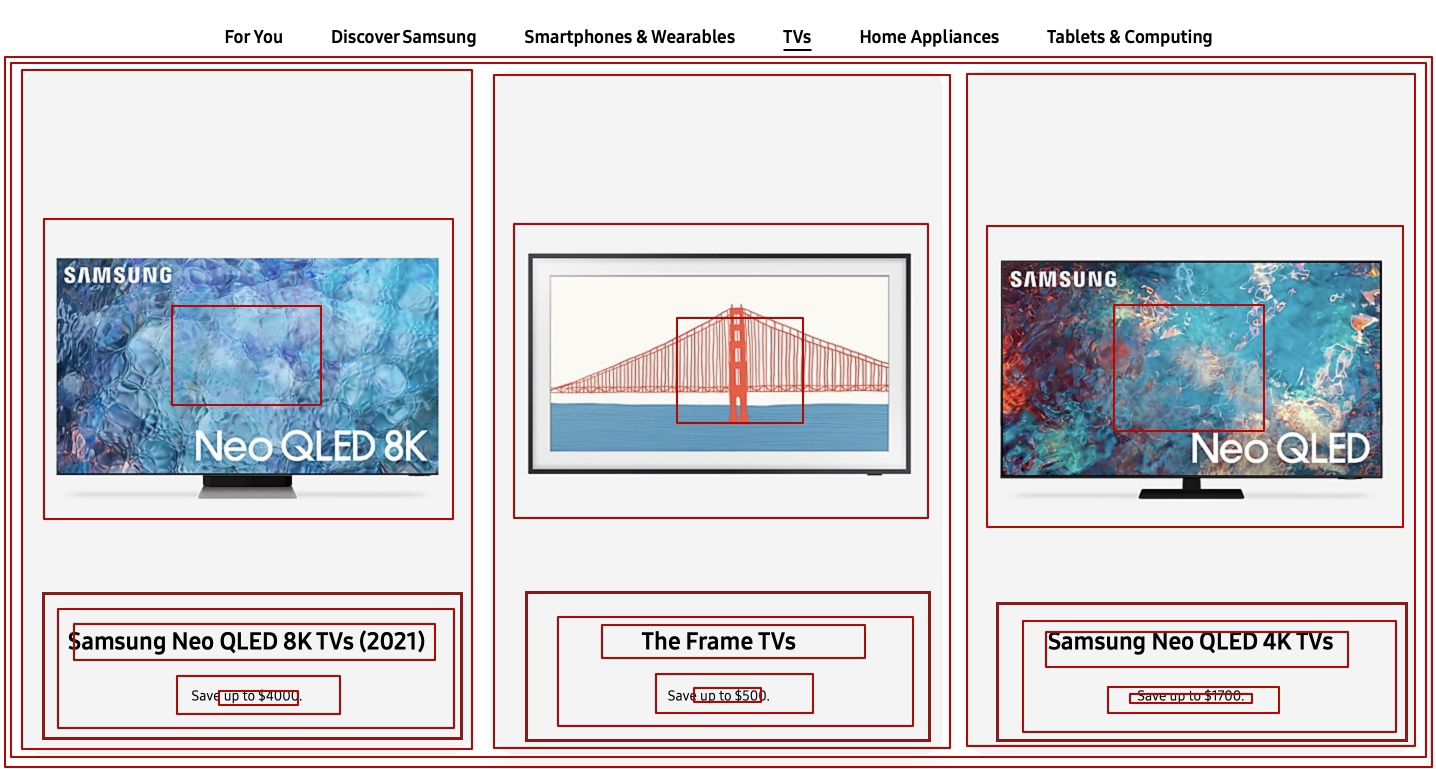 For You Discover Samsung Smartphones & Wearables TVs Home Appliances Tablets & Computing
SAMSUNG
Neo QLED 8K
SAMSUNG
Neo QLED
Samsung Neo QLED 8K TVs (2021)
The Frame TVs
Samsung Neo QLED 4K TVs
Save up to $4000.
Save up to $500.
Save up to $1700.